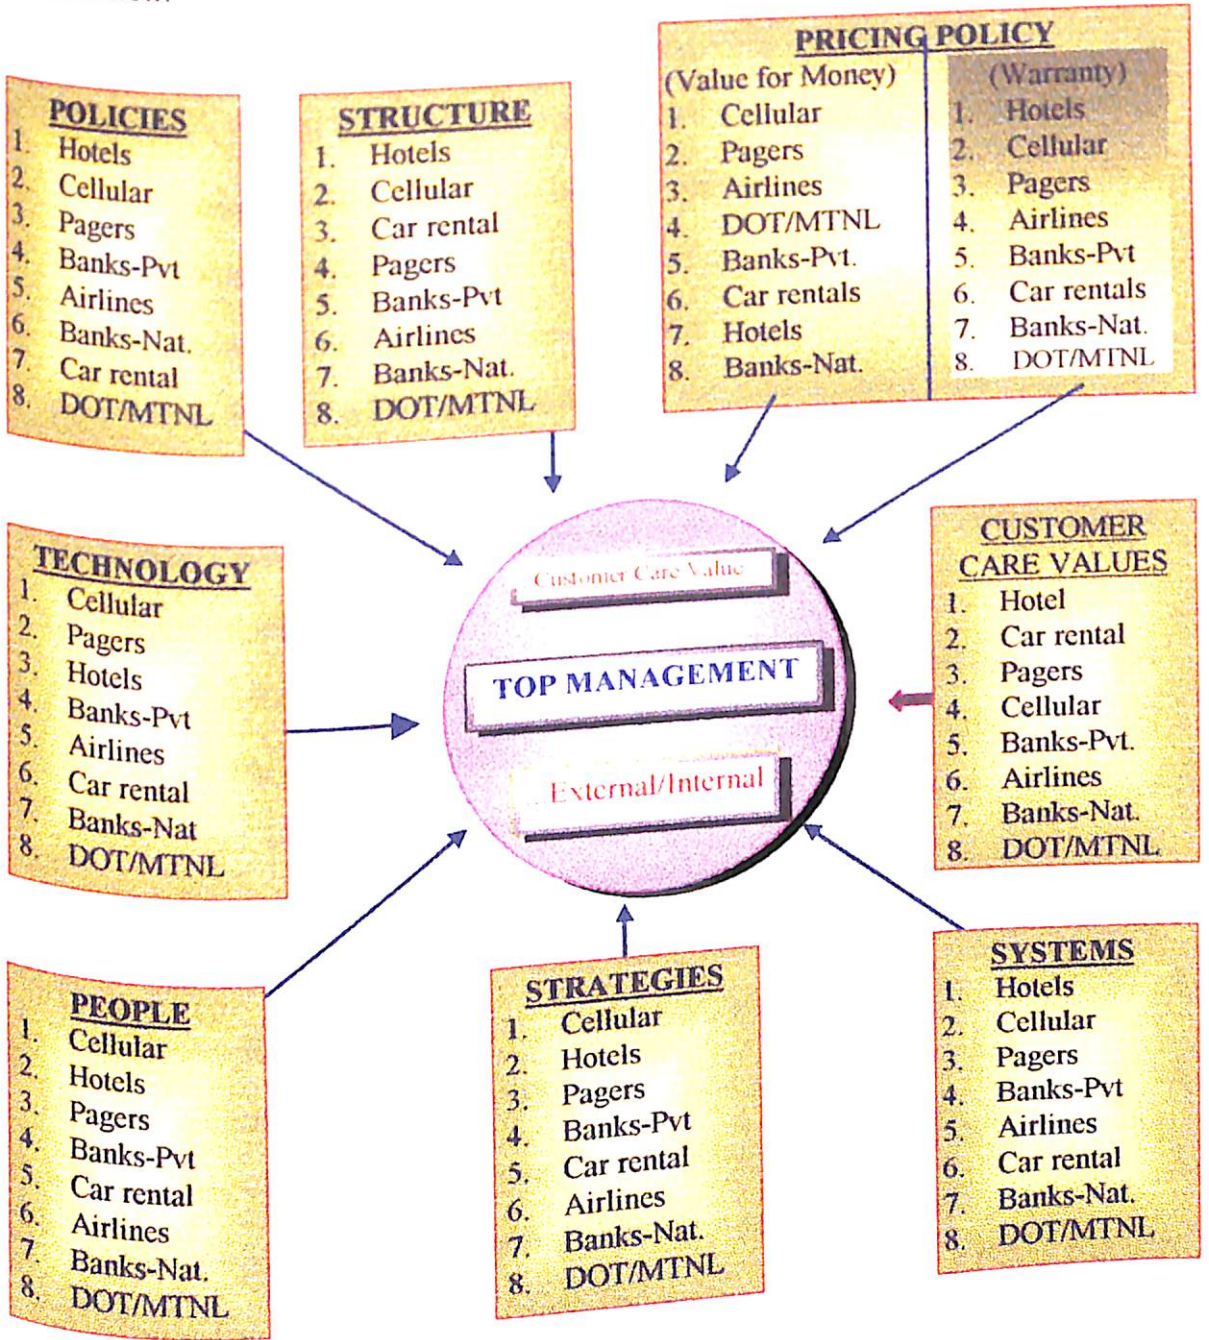 PRICING POLICY
(Value for Money)
1. Cellular
2. Pagers
3. Airlines
4. DOT/MTNL
5. Banks-Pvt.
6. Car rentals
7. Hotels
8. Banks-Nat.
(Warranty)
1. Hotels
2. Cellular
3. Pagers
4. Airlines
5. Banks-Pvt
6. Car rentals
7. Banks-Nat.
8. DOT/MTNL
POLICIES
1. Hotels
2. Cellular
3. Pagers
4. Banks-Pvt
5. Airlines
6. Banks-Nat.
7. Car rental
8. DOT/MTNL
STRUCTURE
1. Hotels
2. Cellular
3. Car rental
4. Pagers
5. Banks-Pvt
6. Airlines
7. Banks-Nat.
8. DOT/MTNL
TECHNOLOGY
1. Cellular
2. Pagers
3. Hotels
4. Banks-Pvt
5. Airlines
6. Car rental
7. Banks-Nat
8. DOT/MTNL
Customer Care Value
TOP MANAGEMENT
External/Internal
CUSTOMER
CARE VALUES
1. Hotel
2. Car rental
3. Pagers
4. Cellular
5. Banks-Pvt.
6. Airlines
7. Banks-Nat.
8. DOT/MTNL
PEOPLE
1. Cellular
2. Hotels
3. Pagers
4. Banks-Pvt
5. Car rental
6. Airlines
7. Banks-Nat.
8. DOT/MTNL
STRATEGIES
1. Cellular
2. Hotels
3. Pagers
4. Banks-Pvt
5. Car rental
6. Airlines
7. Banks-Nat.
8. DOT/MTNL
SYSTEMS
1. Hotels
2. Cellular
3. Pagers
4. Banks-Pvt
5. Airlines
6. Car rental
7. Banks-Nat.
8. DOT/MTNL